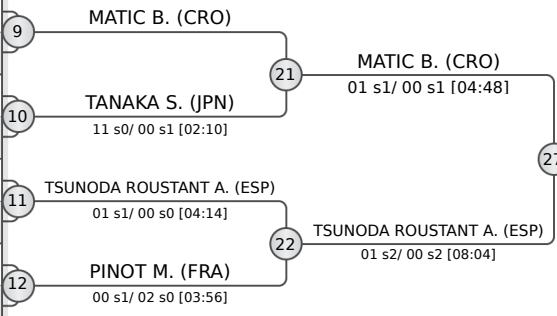 MATIC B. (CRO)
9
MATIC B. (CRO)
21
01 s1/ 00 s1 [04:48]
TANAKA S. (JPN)
10
11 s0/ 00 s1 [02:10]
27
TSUNODA ROUSTANT A. (ESP)
11
01 s1/ 00 s0 [04:14]
TSUNODA ROUSTANT A. (ESP)
22
01 s2/ 00 s2 [08:04]
PINOT M. (FRA)
12
00 s1/ 02 s0 [03:56]